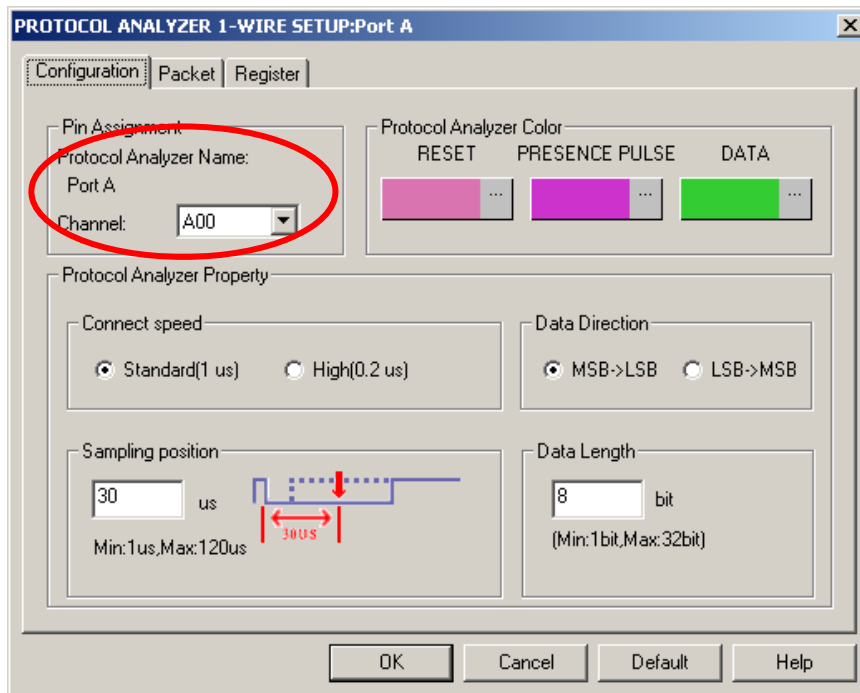 PROTOCOL ANALYZER 1-WIRE SETUP:Port A
Configuration Packet Register
Pin Assignment
Protocol Analyzer Name:
Port A
Channel: A00
Protocol Analyzer Color
RESET PRESENCE PULSE DATA
... ... ...
Protocol Analyzer Property
Connect speed
Standard(1 us) High(0.2 us)
Data Direction
MSB->LSB LSB->MSB
Sampling position
30 us
30US
Min:1us,Max:120us
Data Length
8 bit
(Min:1bit,Max:32bit)
OK Cancel Default Help